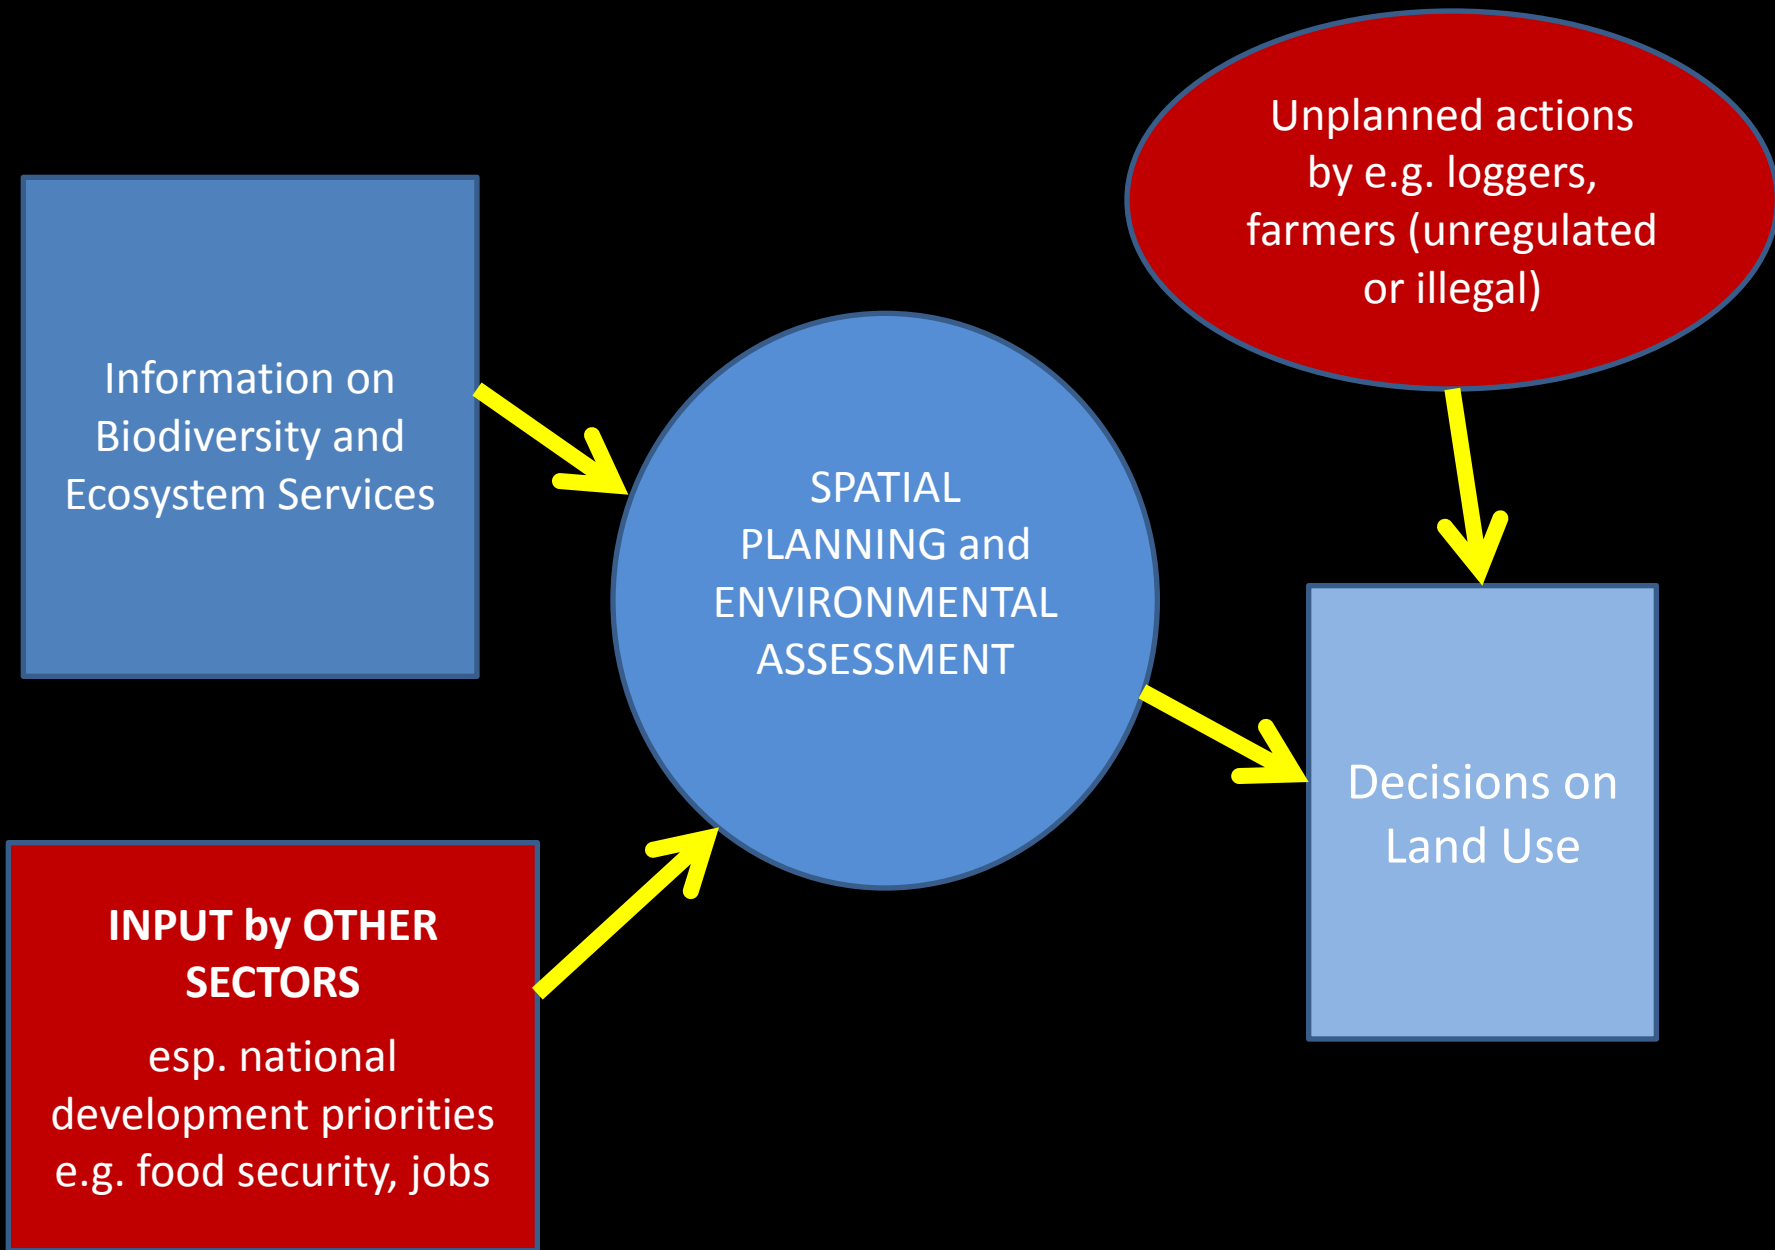 Unplanned actions
by e.g. loggers,
farmers (unregulated
or illegal)
Information on
Biodiversity and
Ecosystem Services
SPATIAL
PLANNING and
ENVIRONMENTAL
ASSESSMENT
Decisions on
Land Use
INPUT by OTHER
SECTORS
esp. national
development priorities
e.g. food security, jobs